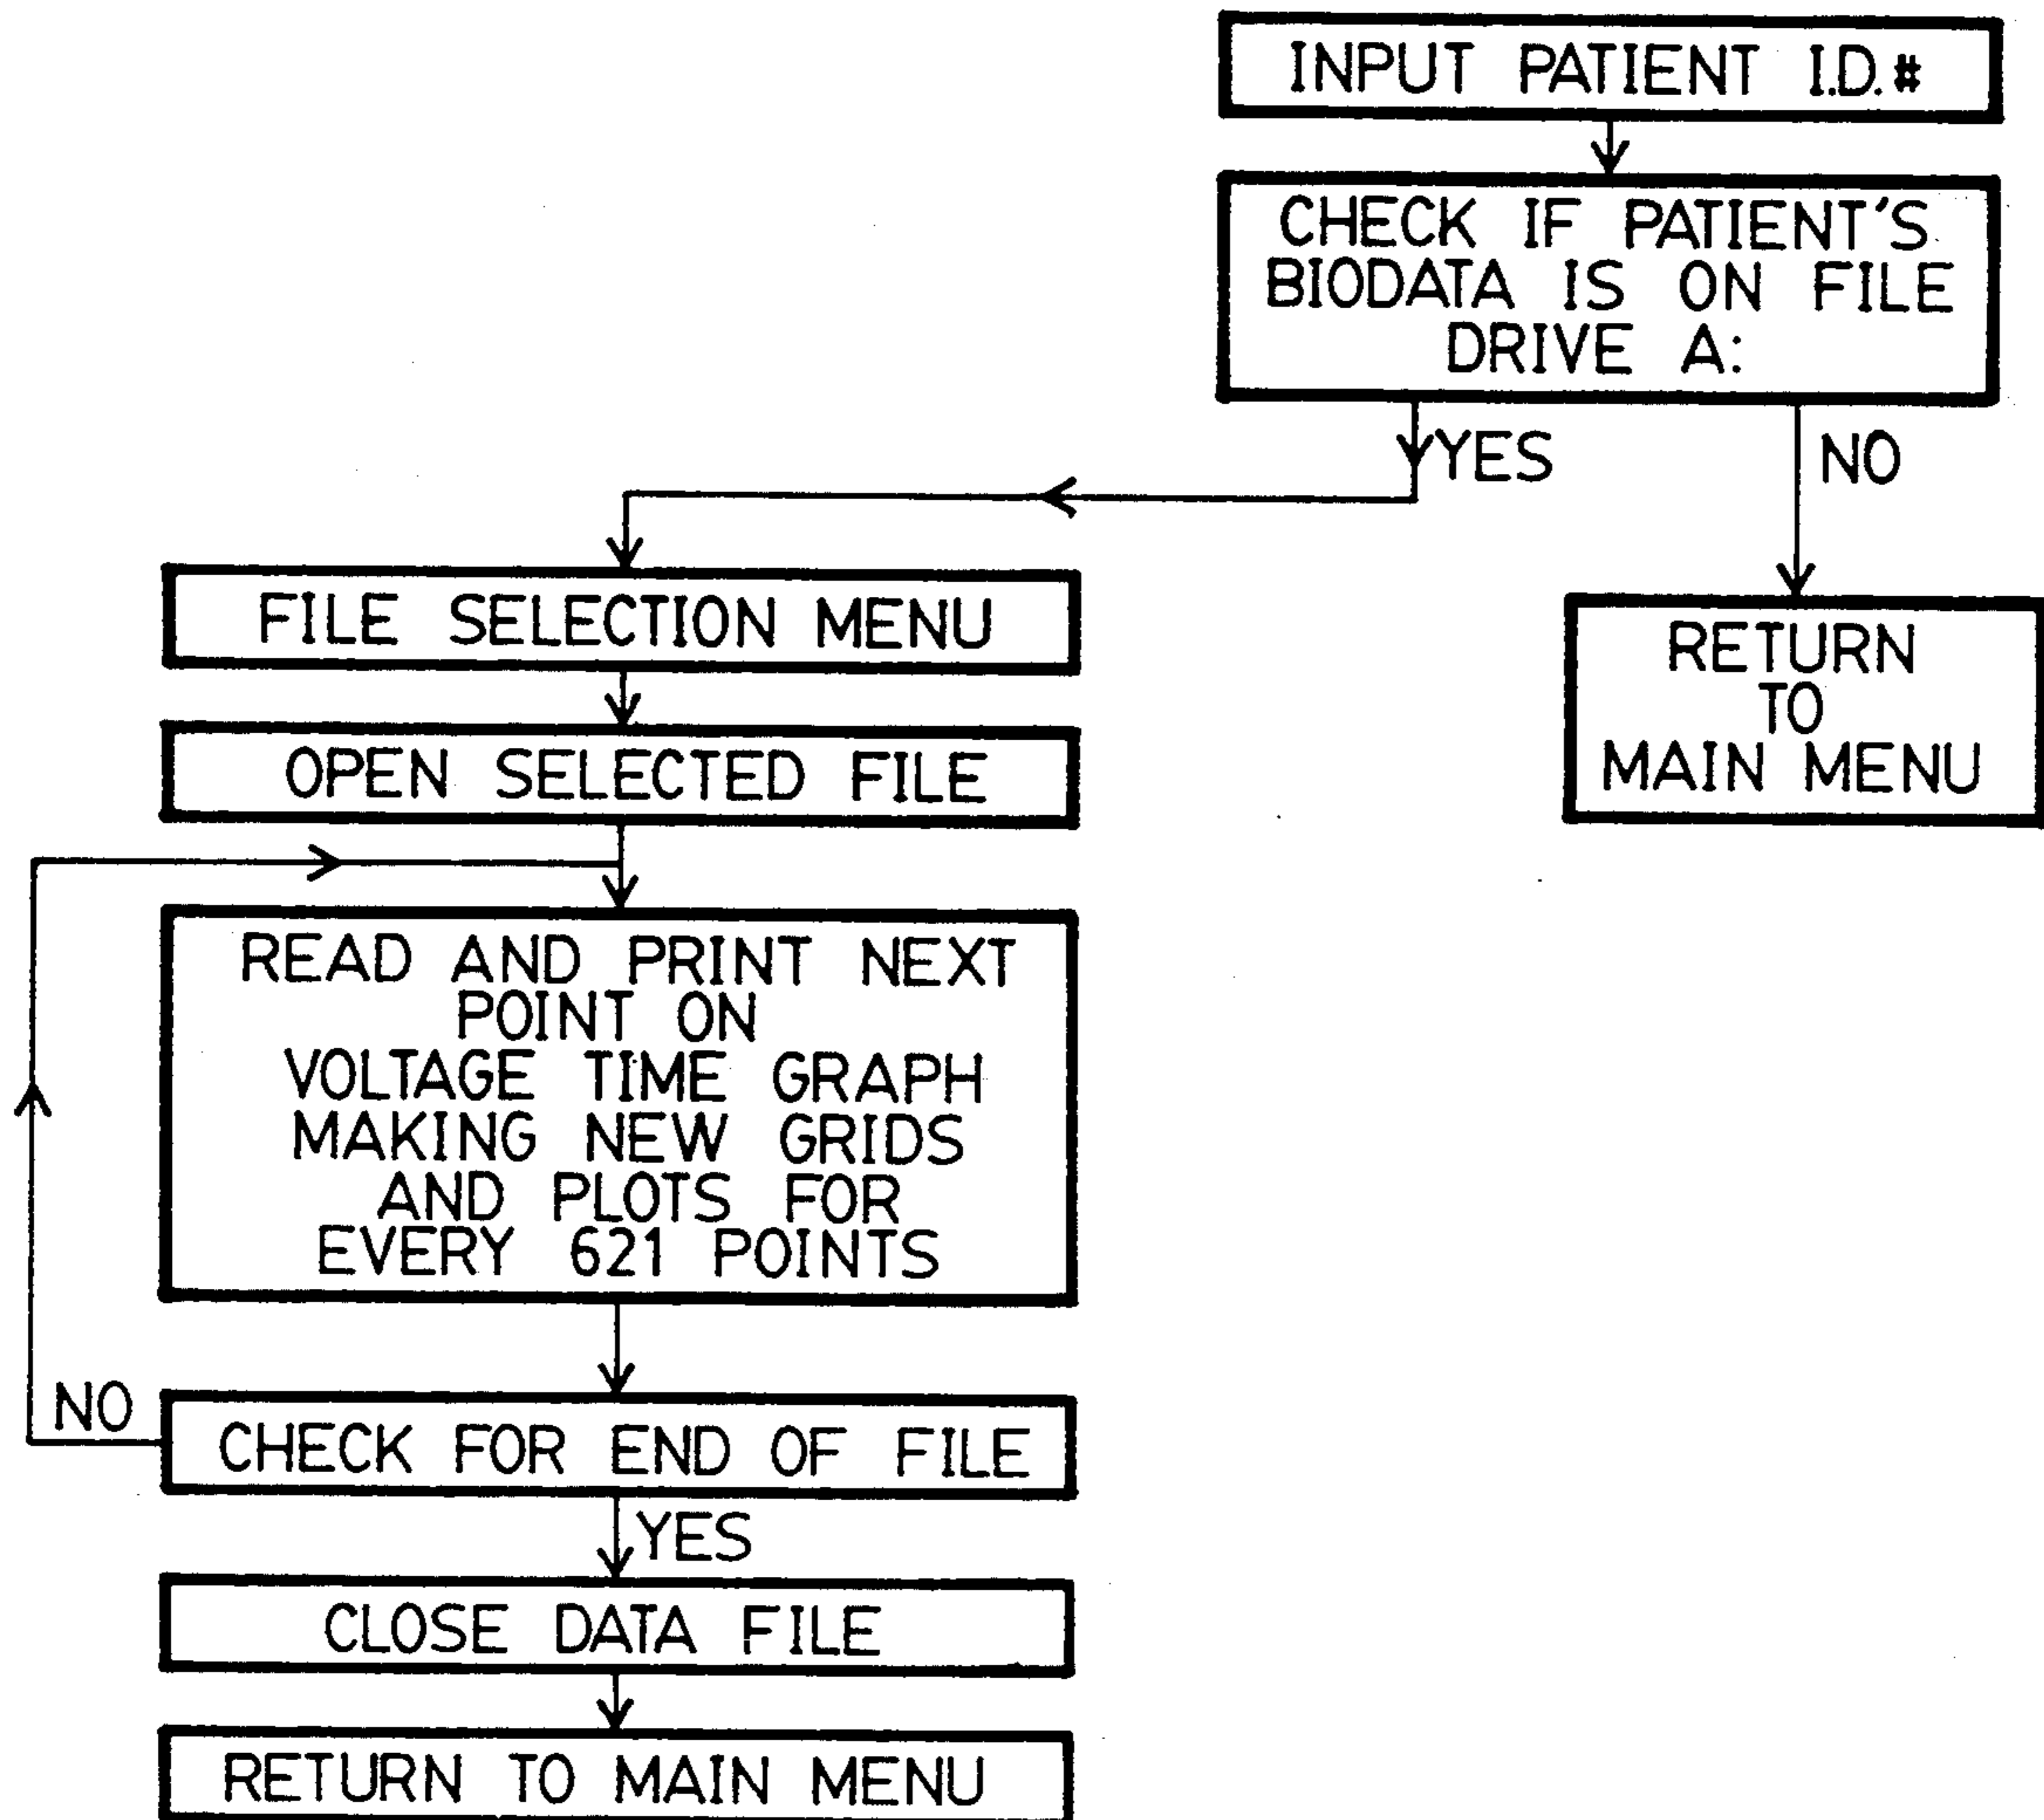 INPUT PATIENT I.D.#
CHECK IF PATIENT'S
BIODATA IS ON FILE
DRIVE A:
YES
NO
FILE SELECTION MENU
RETURN
TO
MAIN MENU
OPEN SELECTED FILE
READ AND PRINT NEXT
POINT ON
VOLTAGE TIME GRAPH
MAKING NEW GRIDS
AND PLOTS FOR
EVERY 621 POINTS
NO
CHECK FOR END OF FILE
YES
CLOSE DATA FILE
RETURN TO MAIN MENU